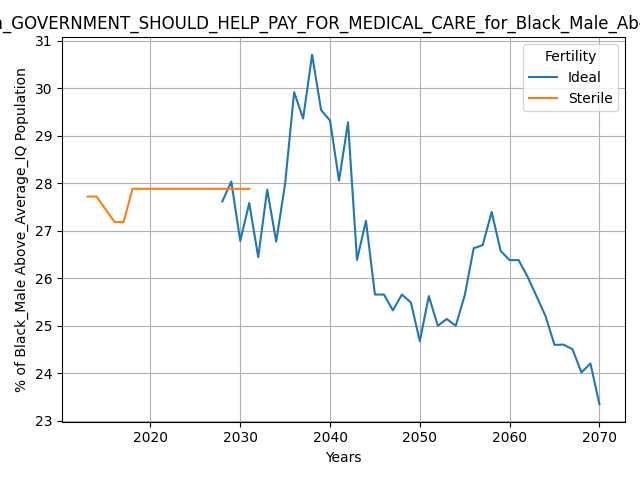 _GOVERNMENT_SHOULD_HELP_PAY_FOR_MEDICAL_CARE_for_Black_Male_Abo
Fertility
Ideal
Sterile
% of Black_Male Above_Average_IQ Population
31
30
29
28
27
26
25
24
23
2020 2030 2040 2050 2060 2070
Years